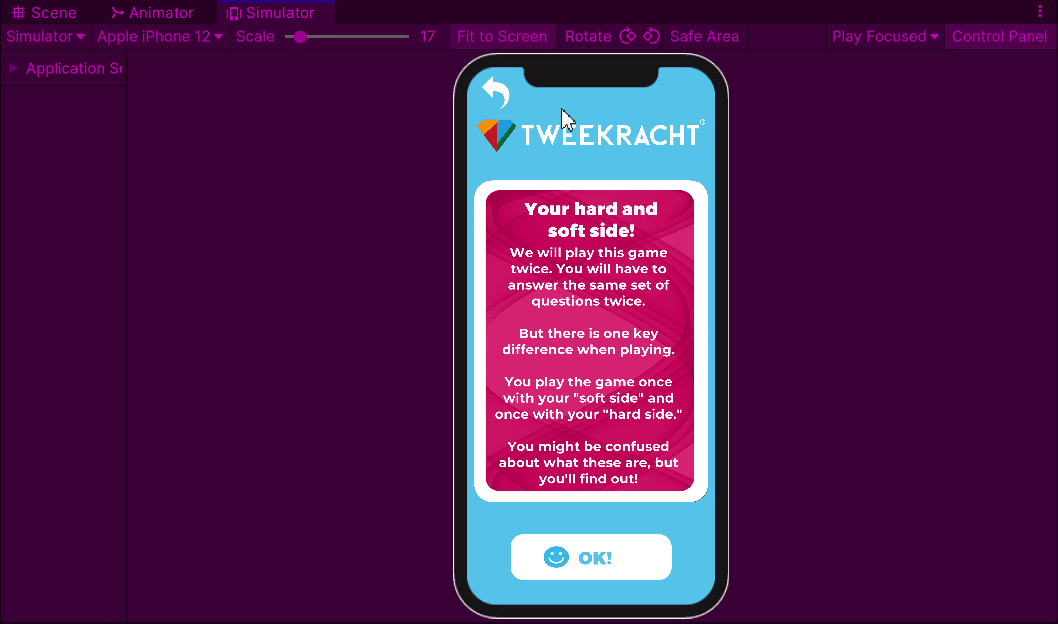 Scene Animator Simulator
Simulator Apple iPhone 12 Scale 17 Fit to Screen Rotate Safe Area Play Focused Control Panel
Application Se
TWEEKRACHT
Your hard and
soft side!
We will play this game
twice. You will have to
answer the same set of
questions twice.
But there is one key
difference when playing.
You play the game once
with your "soft side" and
once with your "hard side."
You might be confused
about what these are, but
you'll find out!
OK!